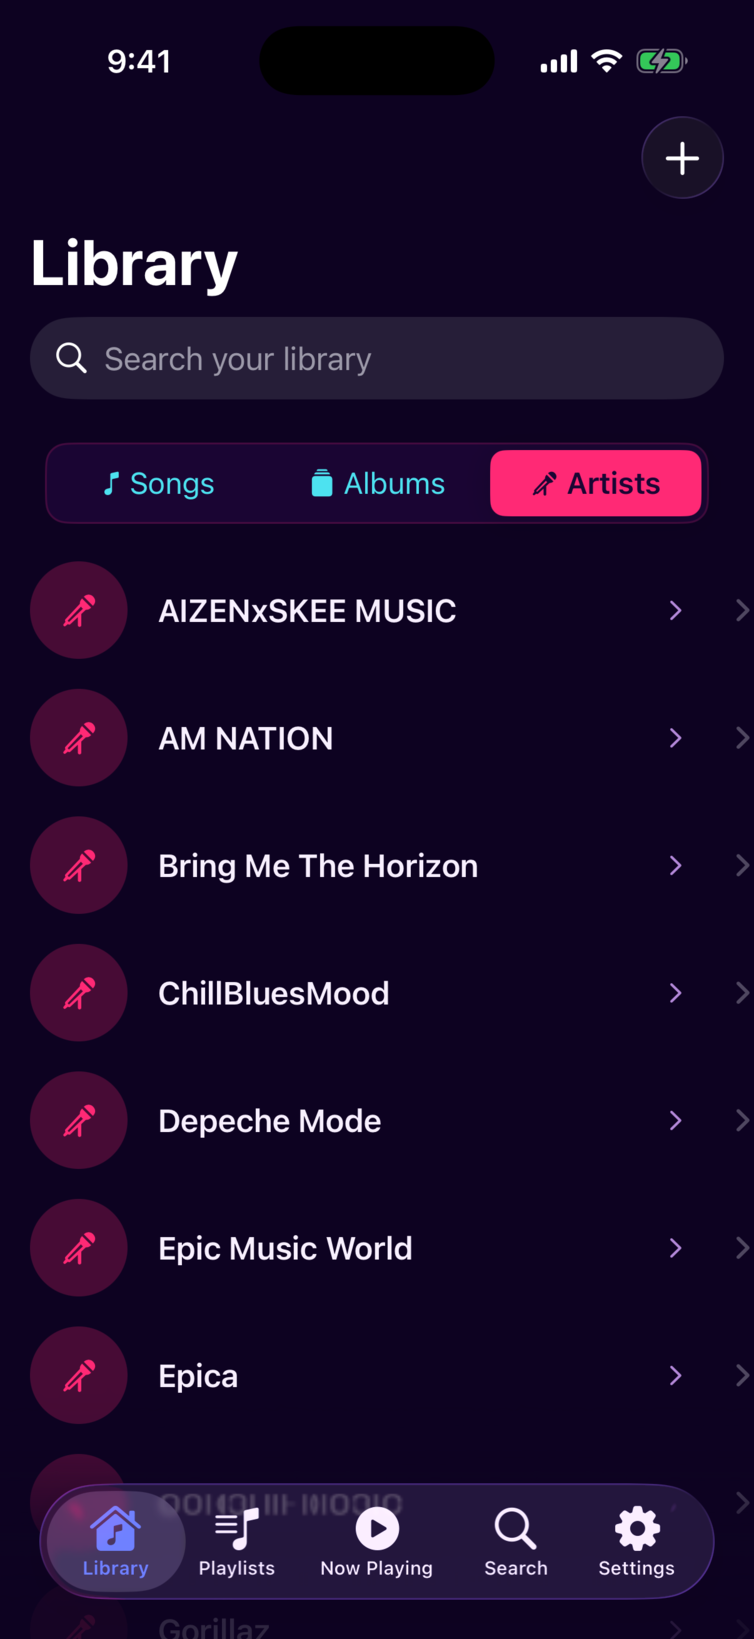 9:41
Library
Search your library
Songs
Albums
Artists
AIZENxSKEE MUSIC
AM NATION
Bring Me The Horizon
ChillBluesMood
Depeche Mode
Epic Music World
Epica
Library
Playlists
Now Playing
Search
Settings
Gorillaz